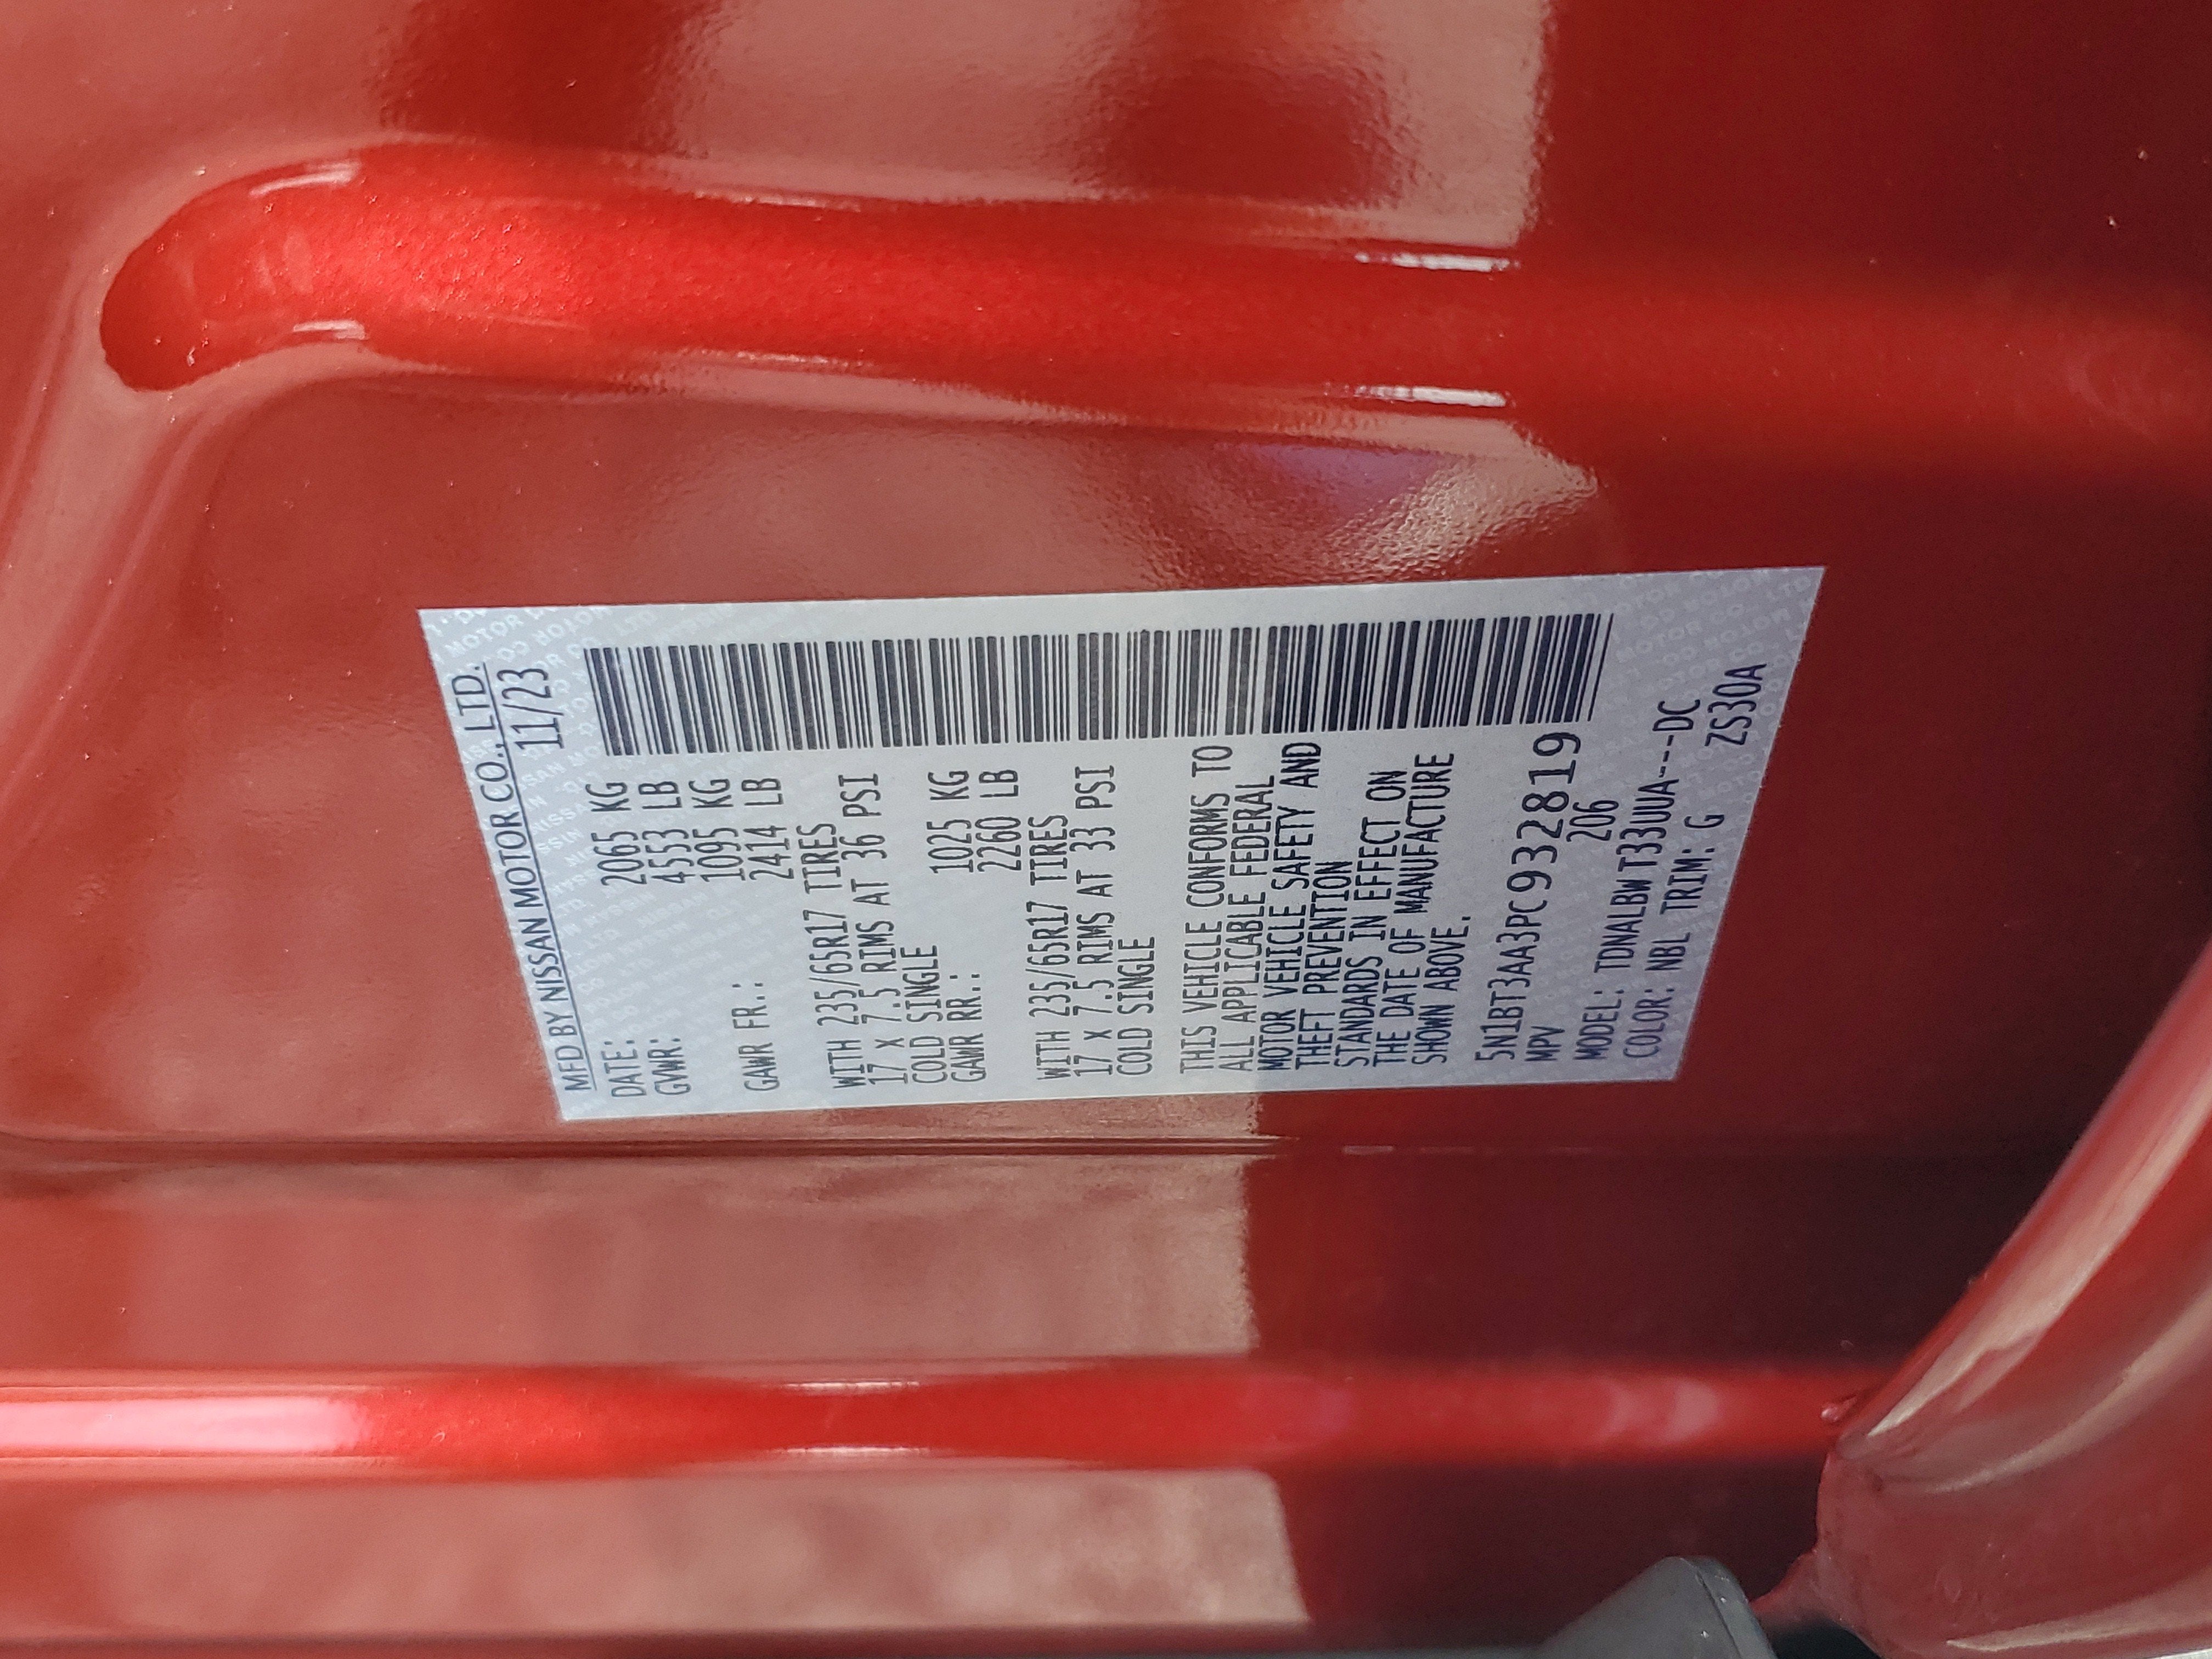 MFD BY NISSAN MOTOR CO., LTD.
DATE: 11/23
GVWR: 2065 KG
4553 LB
GAWR FR.: 1095 KG
2414 LB
WITH 235/65R17 TIRES
17 X 7.5 RIMS AT 36 PSI
COLD SINGLE
GAWR RR.: 1025 KG
2260 LB
WITH 235/65R17 TIRES
17 X 7.5 RIMS AT 33 PSI
COLD SINGLE
THIS VEHICLE CONFORMS TO
ALL APPLICABLE FEDERAL
MOTOR VEHICLE SAFETY AND
THEFT PREVENTION
STANDARDS IN EFFECT ON
THE DATE OF MANUFACTURE
SHOWN ABOVE.
5N1BT3AA3PC932819
MPV 206
MODEL: TDNALBW T33UUA---DC
COLOR: NBL TRIM: G ZS30A